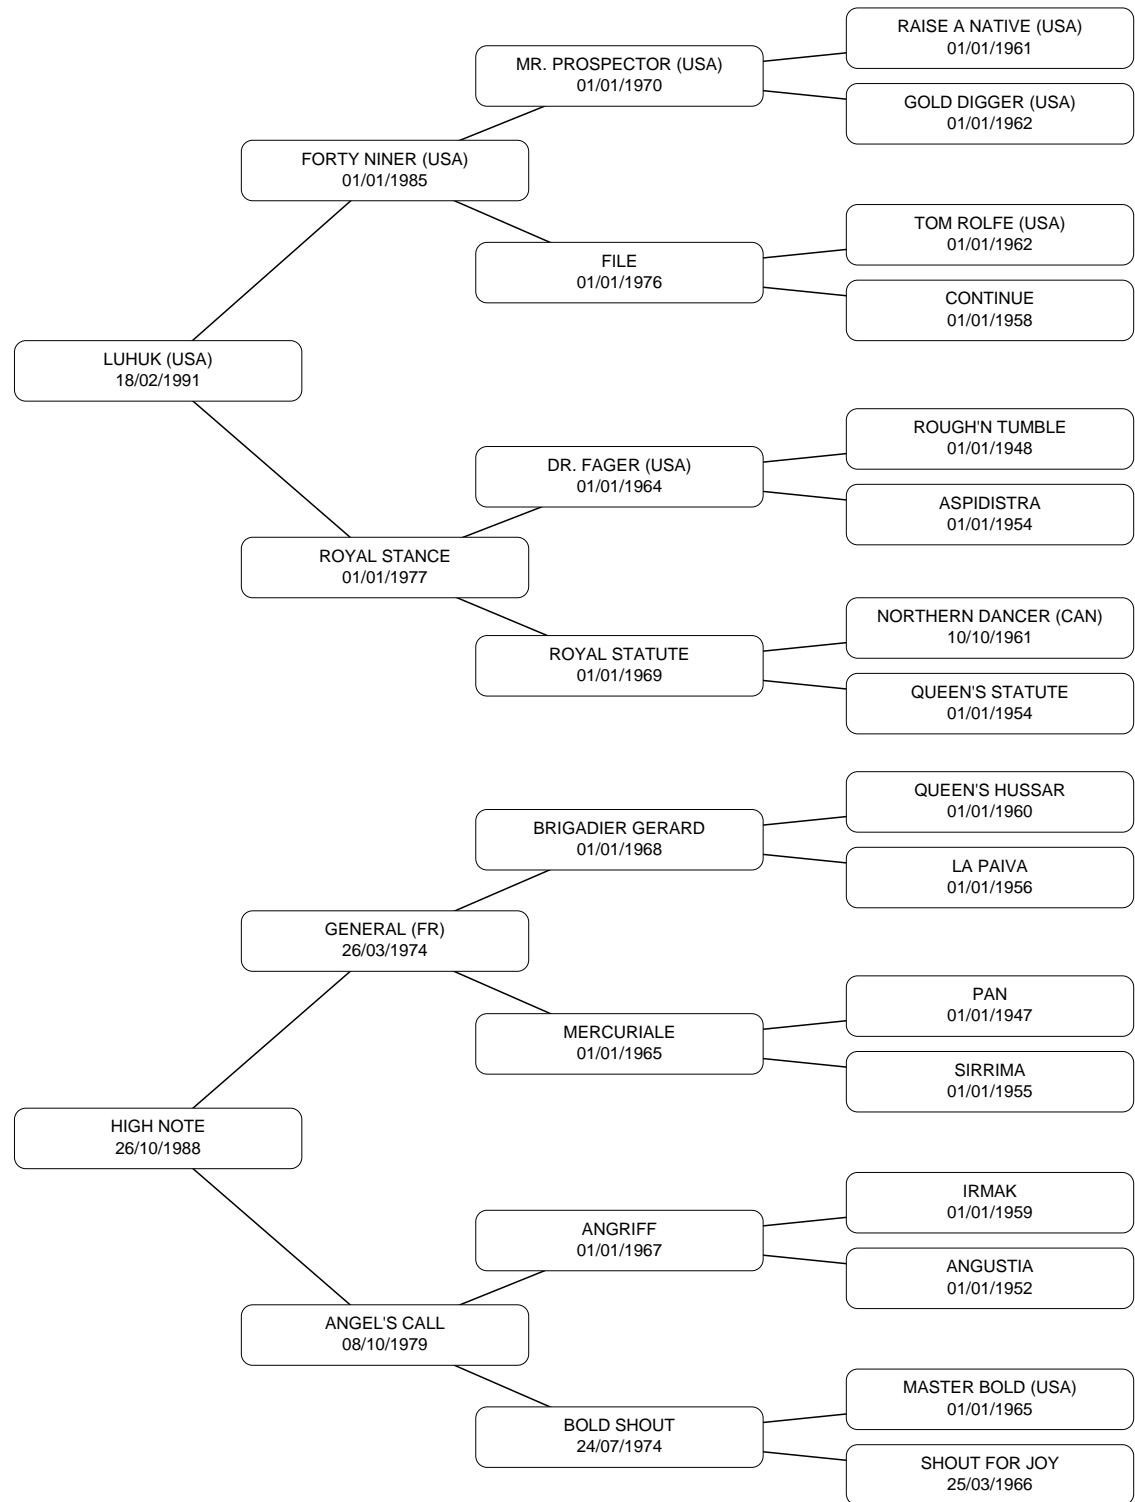 RAISE A NATIVE (USA)
01/01/1961
MR. PROSPECTOR (USA)
01/01/1970
GOLD DIGGER (USA)
01/01/1962
FORTY NINER (USA)
01/01/1985
TOM ROLFE (USA)
01/01/1962
FILE
01/01/1976
CONTINUE
01/01/1958
LUHUK (USA)
18/02/1991
ROUGH'N TUMBLE
01/01/1948
DR. FAGER (USA)
01/01/1964
ASPIDISTRA
01/01/1954
ROYAL STANCE
01/01/1977
NORTHERN DANCER (CAN)
10/10/1961
ROYAL STATUTE
01/01/1969
QUEEN'S STATUTE
01/01/1954
QUEEN'S HUSSAR
01/01/1960
BRIGADIER GERARD
01/01/1968
LA PAIVA
01/01/1956
GENERAL (FR)
26/03/1974
PAN
01/01/1947
MERCURIALE
01/01/1965
SIRRIMA
01/01/1955
HIGH NOTE
26/10/1988
IRMAK
01/01/1959
ANGRIFF
01/01/1967
ANGUSTIA
01/01/1952
ANGEL'S CALL
08/10/1979
MASTER BOLD (USA)
01/01/1965
BOLD SHOUT
24/07/1974
SHOUT FOR JOY
25/03/1966